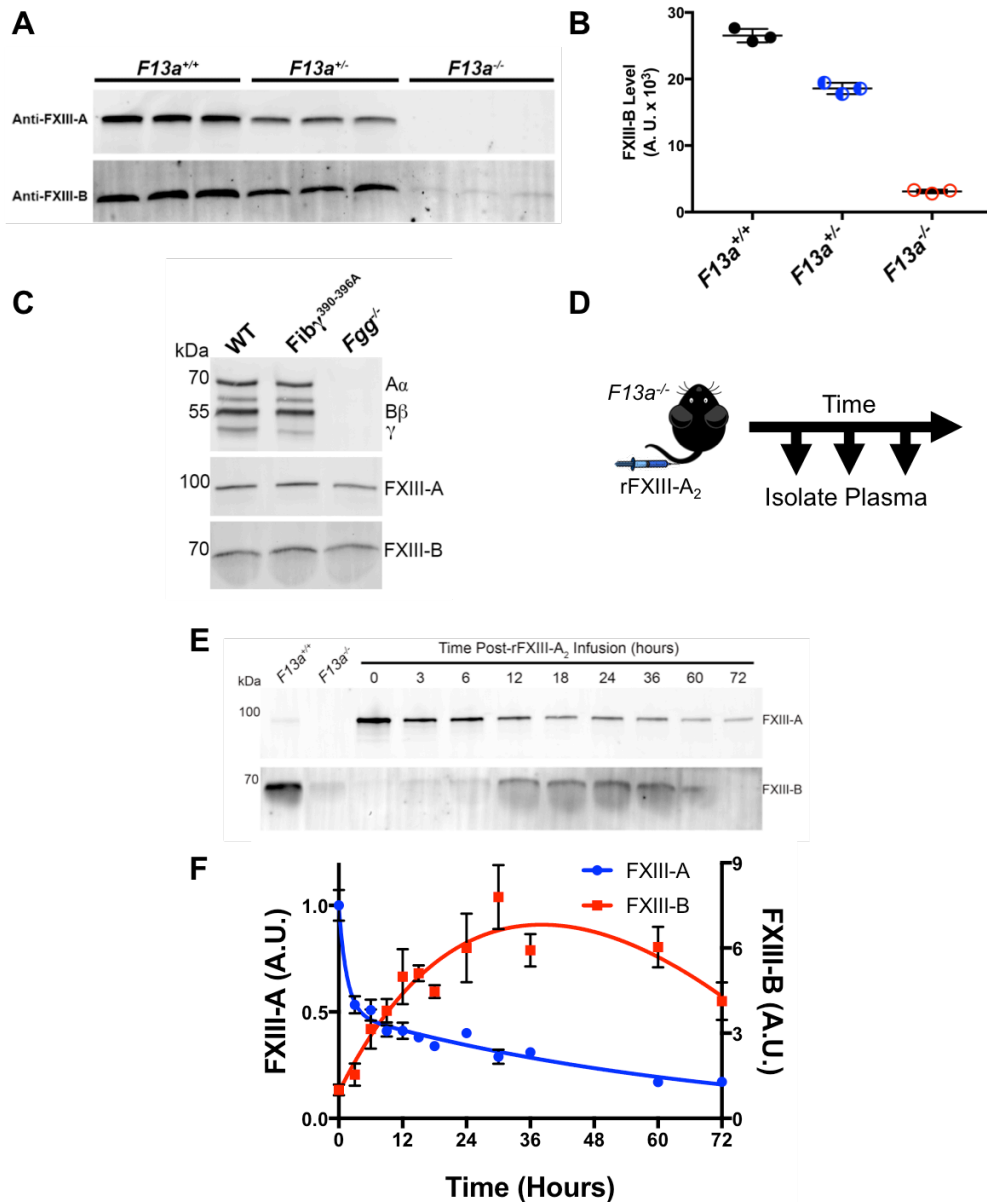 A
F13a+/+ F13a+/- F13a-/-
Anti-FXIII-A
Anti-FXIII-B
B
FXIII-B Level
(A. U. x 10³)
30
20
10
0
F13a+/+ F13a+/- F13a-/-
C
WT Fibγ390-396A Fgg-/-
kDa
70 Aα
55 Bβ
γ
100 FXIII-A
70 FXIII-B
D
F13a-/-
Time
rFXIII-A₂
Isolate Plasma
E
F13a+/+ F13a-/- Time Post-rFXIII-A₂ Infusion (hours)
kDa 0 3 6 12 18 24 36 60 72
100 FXIII-A
70 FXIII-B
F
FXIII-A
FXIII-B
FXIII-A (A.U.)
1.0
0.5
0.0
FXIII-B (A.U.)
9
6
3
0
0 12 24 36 48 60 72
Time (Hours)